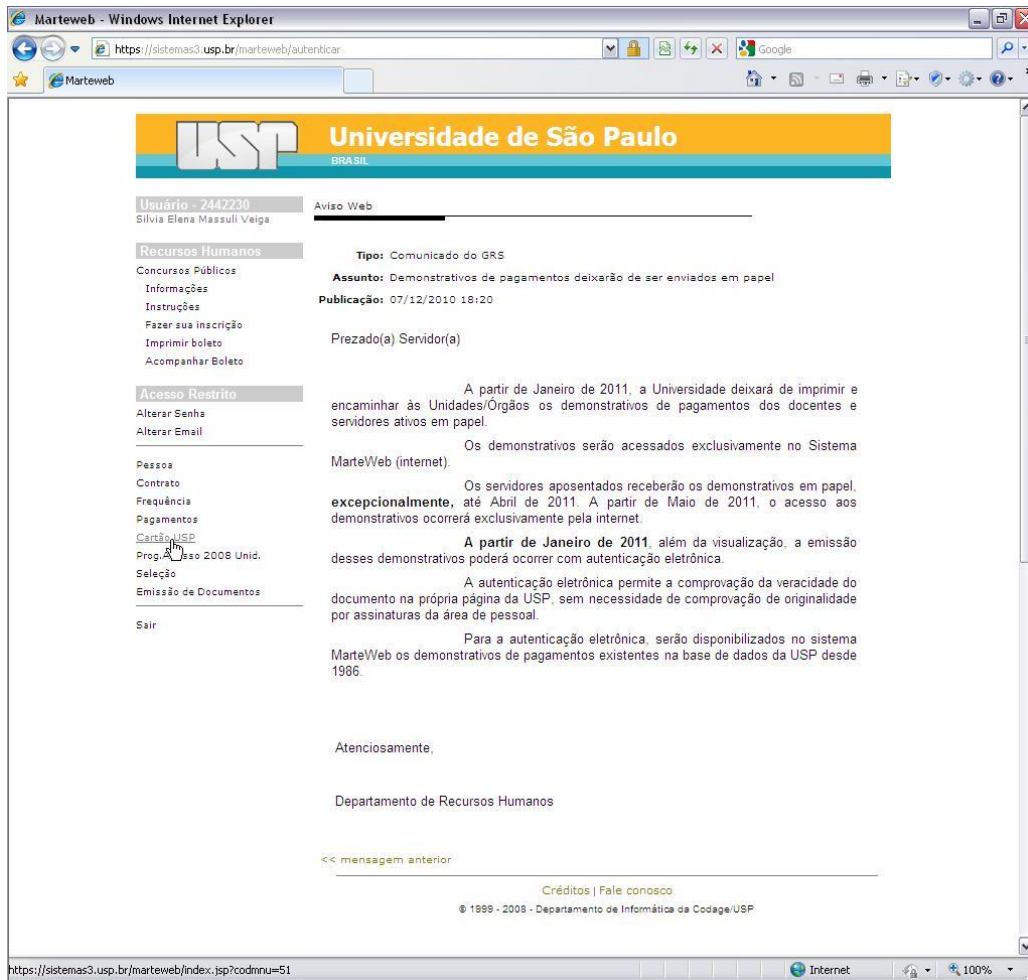 Marteweb - Windows Internet Explorer
https://sistemas3.usp.br/marteweb/autenticar
Google
Marteweb
USP
Universidade de São Paulo
BRASIL
Usuário - 2442230
Silvia Elena Massuli Veiga
Recursos Humanos
Concursos Públicos
Informações
Instruções
Fazer sua inscrição
Imprimir boleto
Acompanhar Boleto
Acesso Restrito
Alterar Senha
Alterar Email
Pessoa
Contrato
Frequência
Pagamentos
Cartão USP
Prog.Acesso 2008 Unid.
Seleção
Emissão de Documentos
Sair
Aviso Web
Tipo: Comunicado do GRS
Assunto: Demonstrativos de pagamentos deixarão de ser enviados em papel
Publicação: 07/12/2010 18:20
Prezado(a) Servidor(a)
A partir de Janeiro de 2011, a Universidade deixará de imprimir e
encaminhar às Unidades/Órgãos os demonstrativos de pagamentos dos docentes e
servidores ativos em papel.
Os demonstrativos serão acessados exclusivamente no Sistema
MarteWeb (internet).
Os servidores aposentados receberão os demonstrativos em papel,
excepcionalmente, até Abril de 2011. A partir de Maio de 2011, o acesso aos
demonstrativos ocorrerá exclusivamente pela internet.
A partir de Janeiro de 2011, além da visualização, a emissão
desses demonstrativos poderá ocorrer com autenticação eletrônica.
A autenticação eletrônica permite a comprovação da veracidade do
documento na própria página da USP, sem necessidade de comprovação de originalidade
por assinaturas da área de pessoal.
Para a autenticação eletrônica, serão disponibilizados no sistema
MarteWeb os demonstrativos de pagamentos existentes na base de dados da USP desde
1986.
Atenciosamente,
Departamento de Recursos Humanos
<< mensagem anterior
Créditos | Fale conosco
© 1999 - 2008 - Departamento de Informática da Codage/USP
https://sistemas3.usp.br/marteweb/index.jsp?codmnu=51
Internet
100%